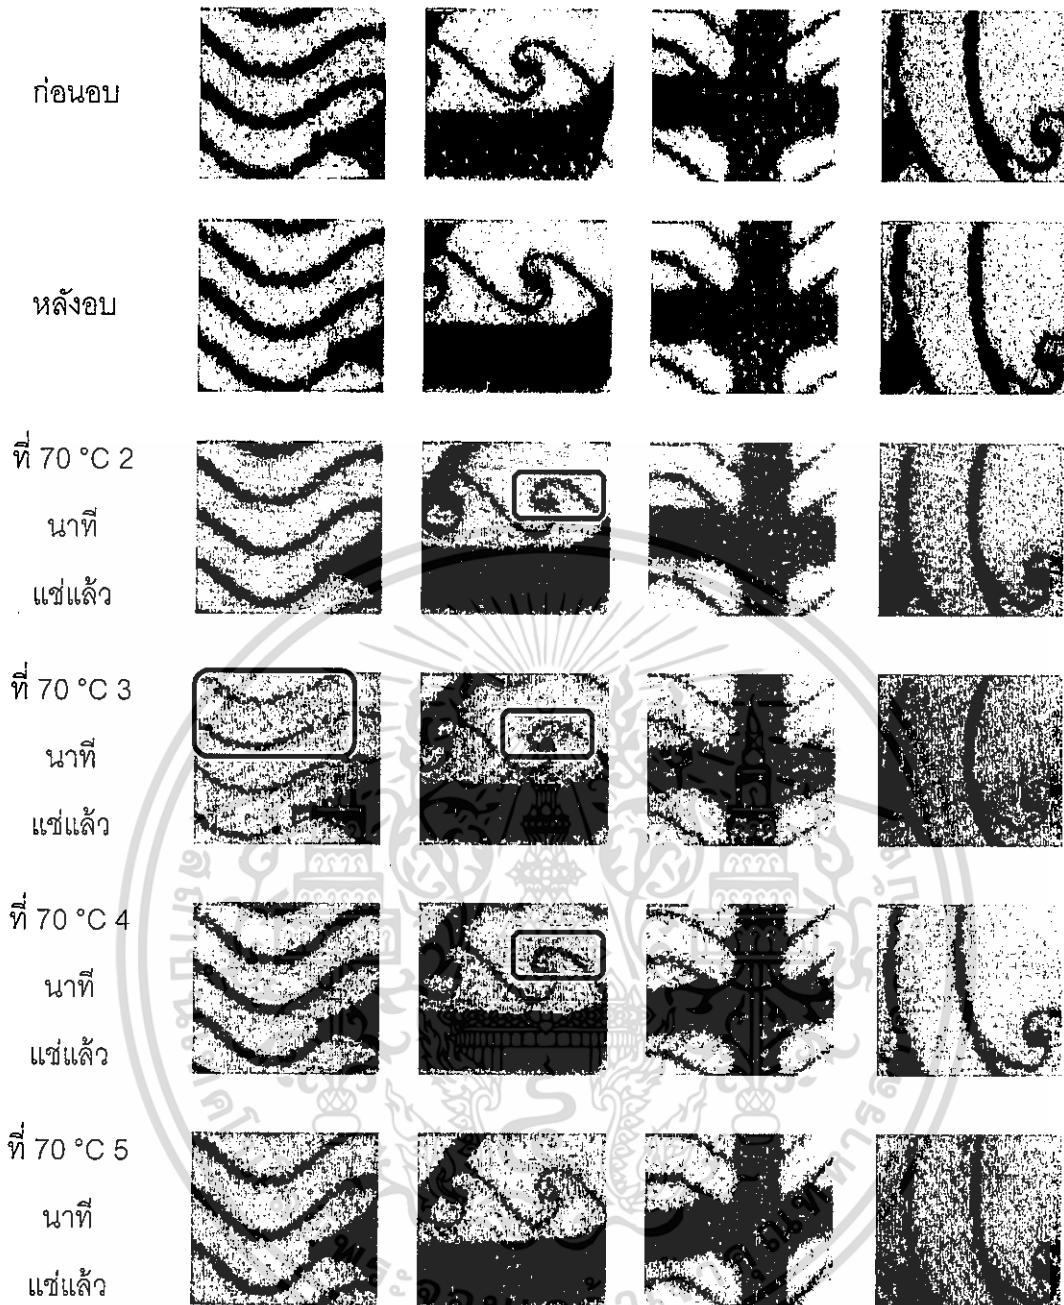 ก่อนอบ
หลังอบ
ที่ 70 °C 2
นาที
แช่แล้ว
ที่ 70 °C 3
นาที
แช่แล้ว
ที่ 70 °C 4
นาที
แช่แล้ว
ที่ 70 °C 5
นาที
แช่แล้ว